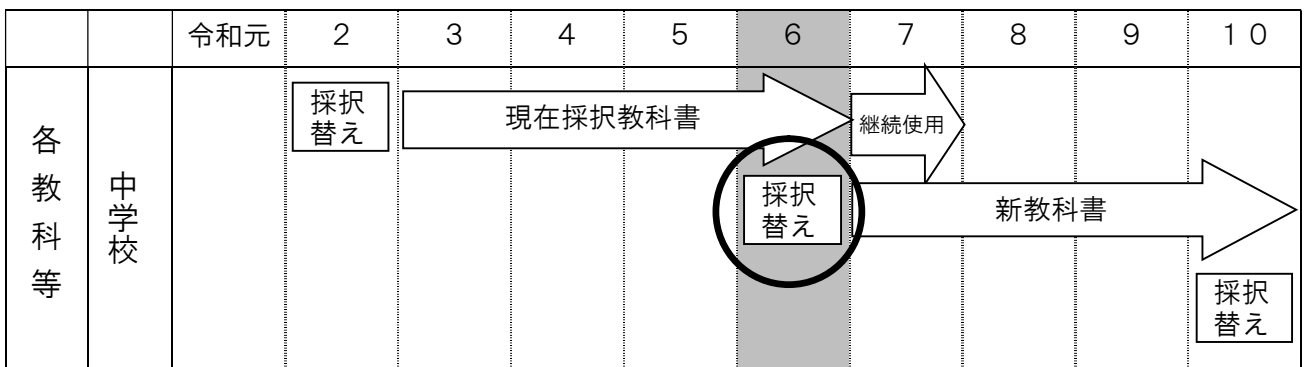 令和元 ２ ３ ４ ５ ６ ７ ８ ９ １０
各教科等
中学校
採択
替え
現在採択教科書
継続使用
採択
替え
新教科書
採択
替え